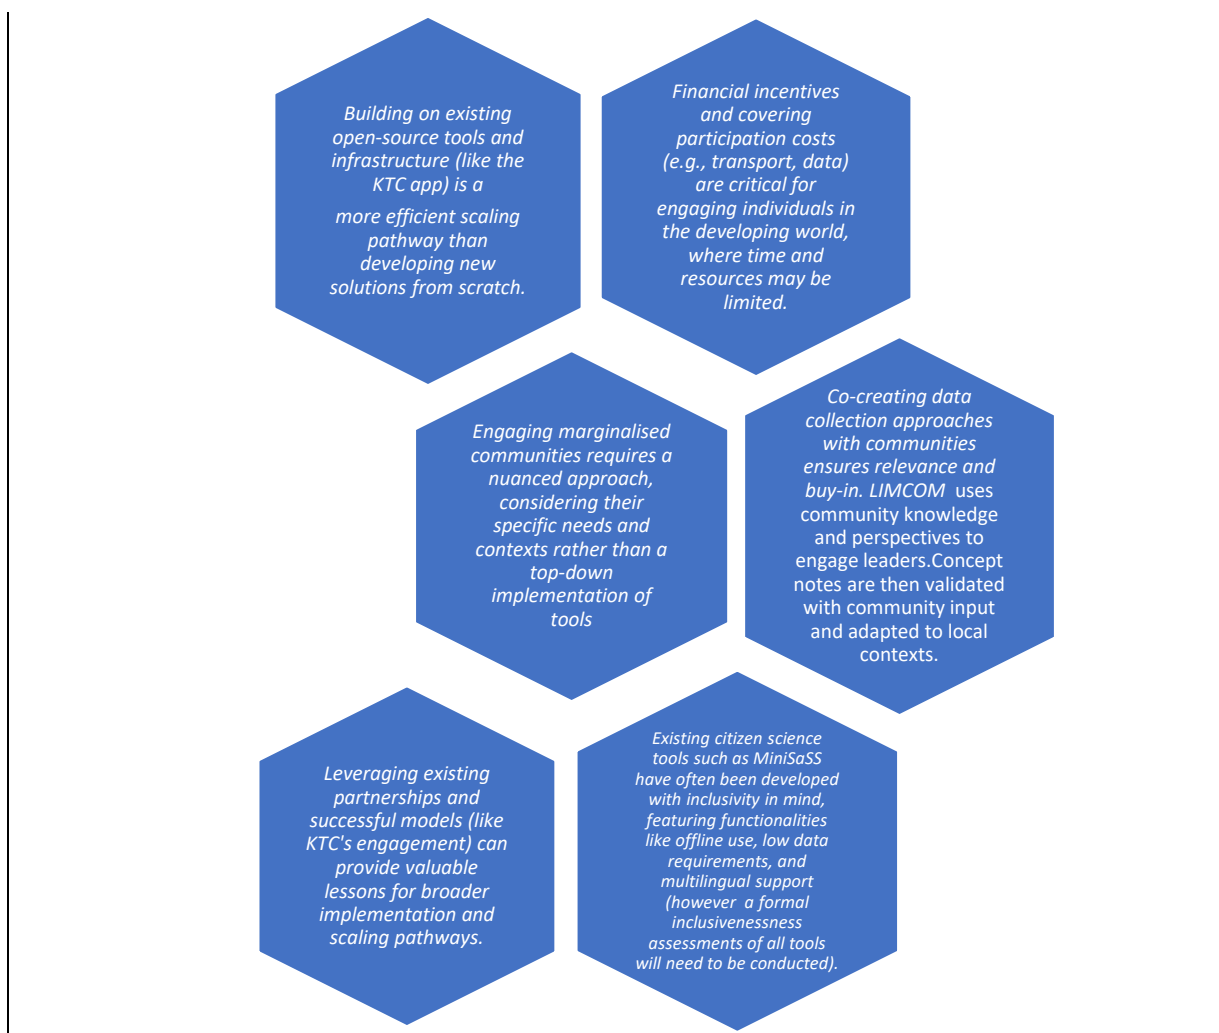 Building on existing
open-source tools and
infrastructure (like the
KTC app) is a
more efficient scaling
pathway than
developing new
solutions from scratch.
Financial incentives
and covering
participation costs
(e.g., transport, data)
are critical for
engaging individuals in
the developing world,
where time and
resources may be
limited.
Engaging marginalised
communities requires a
nuanced approach,
considering their
specific needs and
contexts rather than a
top-down
implementation of
tools
Co-creating data
collection approaches
with communities
ensures relevance and
buy-in. LIMCOM uses
community knowledge
and perspectives to
engage leaders.Concept
notes are then validated
with community input
and adapted to local
contexts.
Leveraging existing
partnerships and
successful models (like
KTC's engagement) can
provide valuable
lessons for broader
implementation and
scaling pathways.
Existing citizen science
tools such as MiniSaSS
have often been developed
with inclusivity in mind,
featuring functionalities
like offline use, low data
requirements, and
multilingual support
(however a formal
inclusivenessness
assessments of all tools
will need to be conducted).